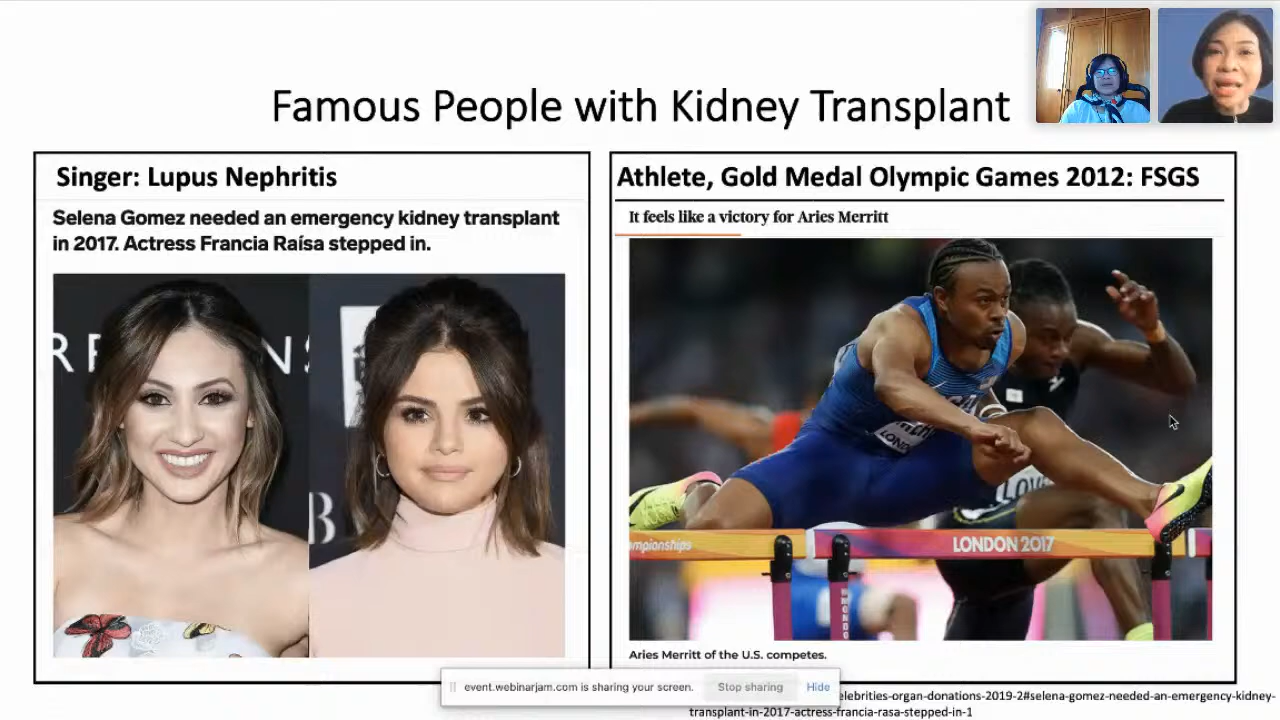 Famous People with Kidney Transplant
Singer: Lupus Nephritis
Selena Gomez needed an emergency kidney transplant
in 2017. Actress Francia Raísa stepped in.
Athlete, Gold Medal Olympic Games 2012: FSGS
It feels like a victory for Aries Merritt
LONDON 2017
Aries Merritt of the U.S. competes.
event.webinarjam.com is sharing your screen. Stop sharing Hide
elebrities-organ-donations-2019-2#selena-gomez-needed-an-emergency-kidney-
transplant-in-2017-actress-francia-rasa-stepped-in-1